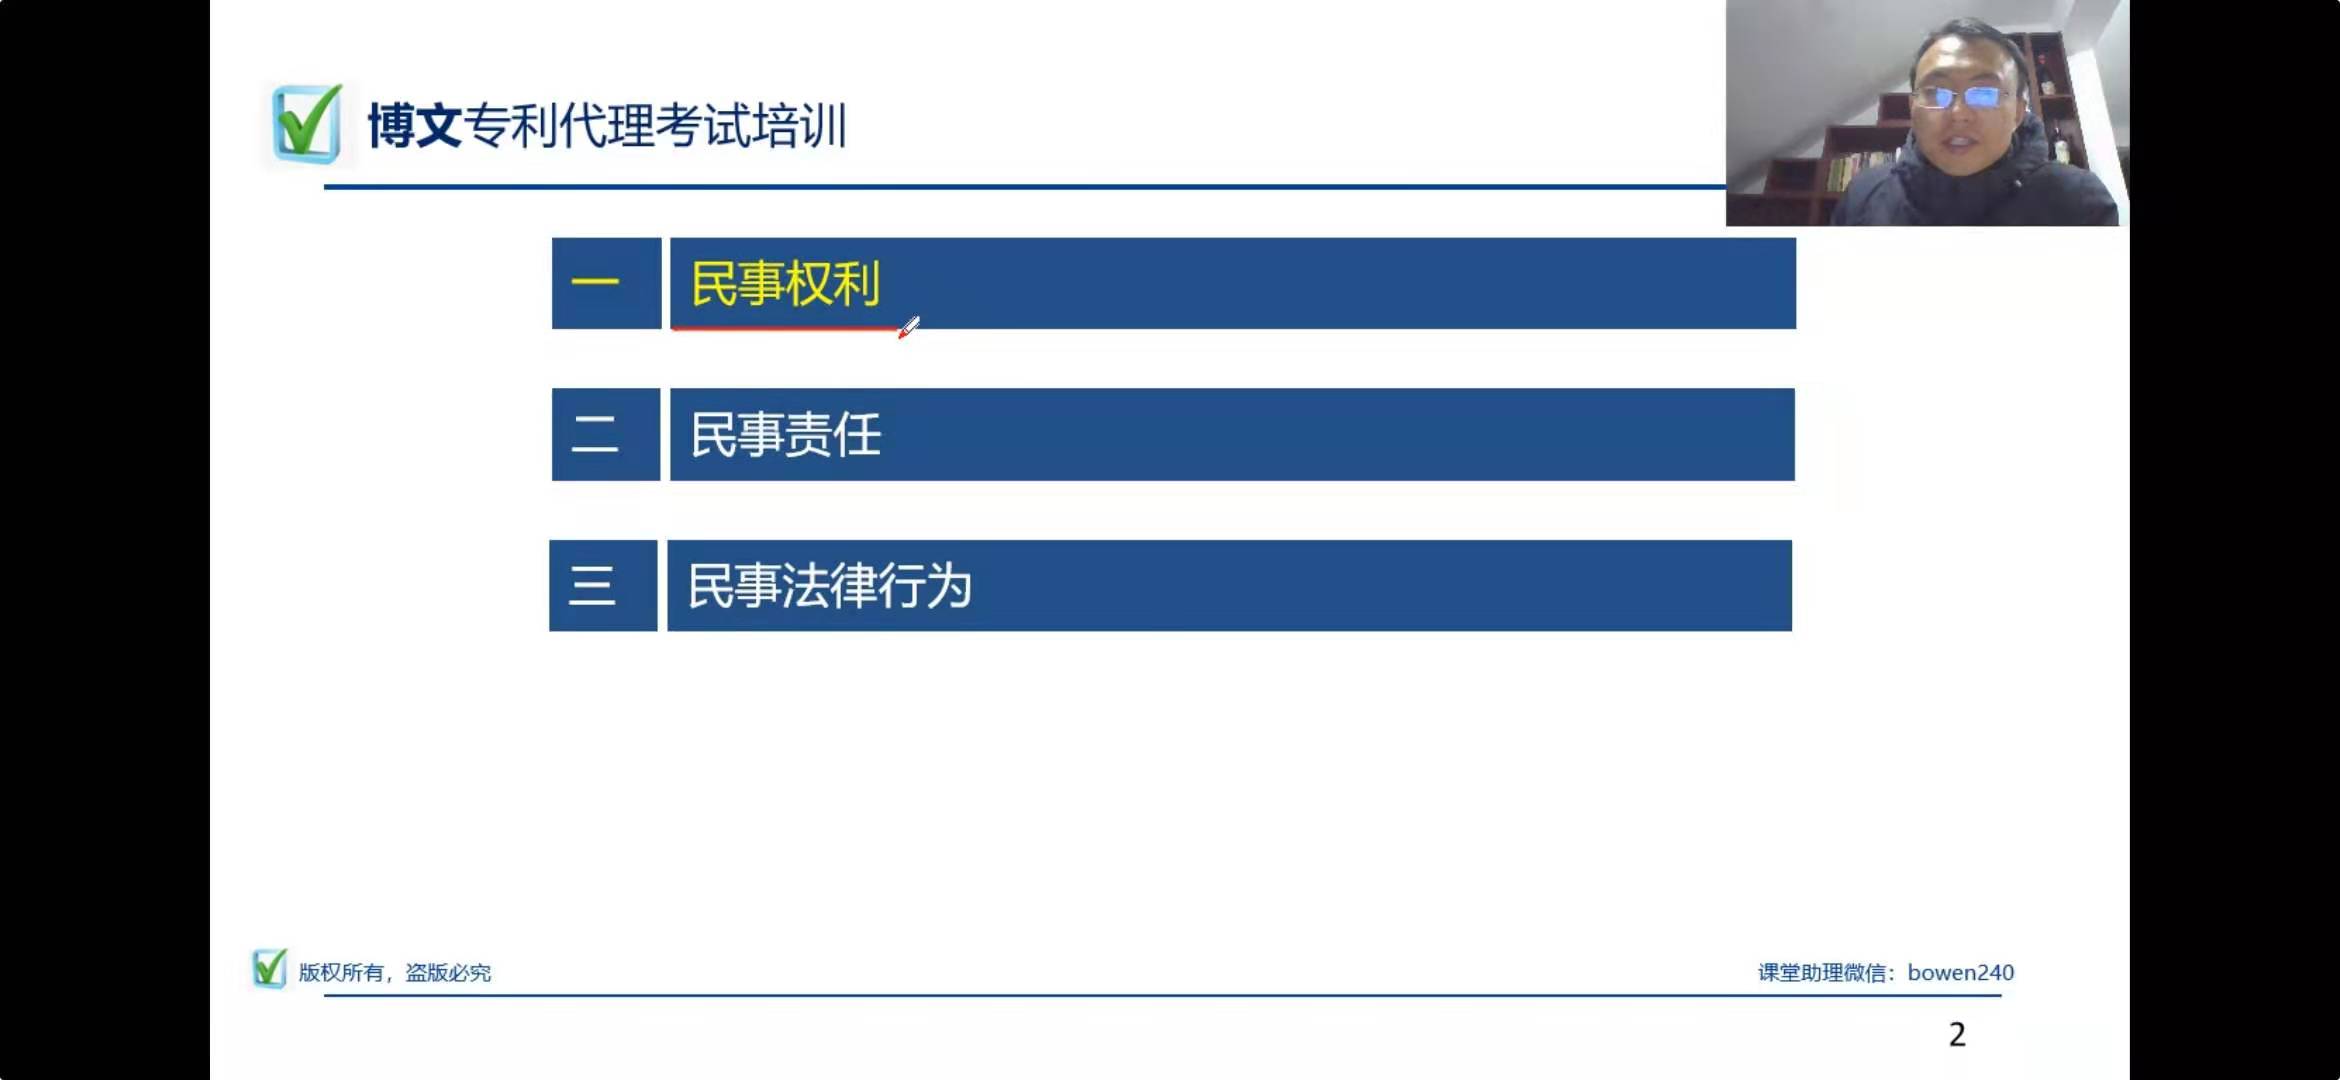 博文专利代理考试培训
一 民事权利
二 民事责任
三 民事法律行为
版权所有，盗版必究
课堂助理微信：bowen240
2